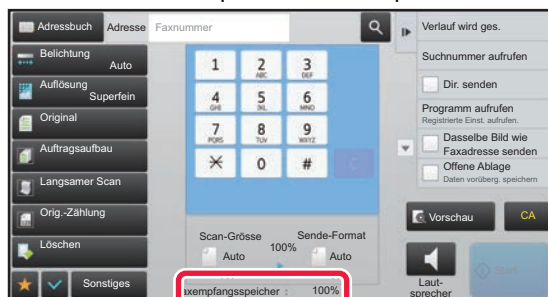 Adressbuch
Adresse
Faxnummer
Belichtung
Auto
Auflösung
Superfein
Original
Auftragsaufbau
Langsamer Scan
Orig.-Zählung
Löschen
Sonstiges
1
2
ABC
3
DEF
4
GHI
5
JKL
6
MNO
7
PQRS
8
TUV
9
WXYZ
0
#
C
Scan-Grösse
Sende-Format
100%
Auto
Auto
axempfangsspeicher : 100%
Verlauf wird ges.
Suchnummer aufrufen
Dir. senden
Programm aufrufen
Registrierte Einst. aufrufen.
Dasselbe Bild wie
Faxadresse senden
Offene Ablage
Daten vorüberg. speichern
Vorschau
CA
Laut-
sprecher
Start